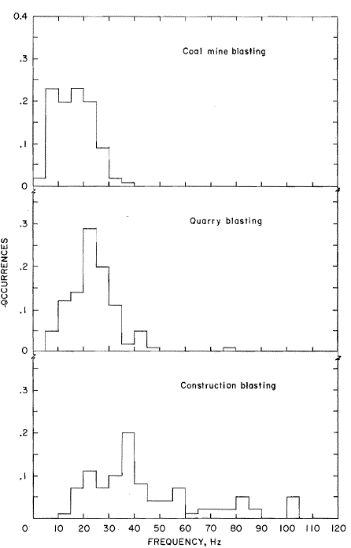 0.4
Coal mine blasting
.3
.2
.1
0
Quarry blasting
.3
.2
.1
0
OCCURRENCES
Construction blasting
.3
.2
.1
0 10 20 30 40 50 60 70 80 90 100 110 120
FREQUENCY, Hz